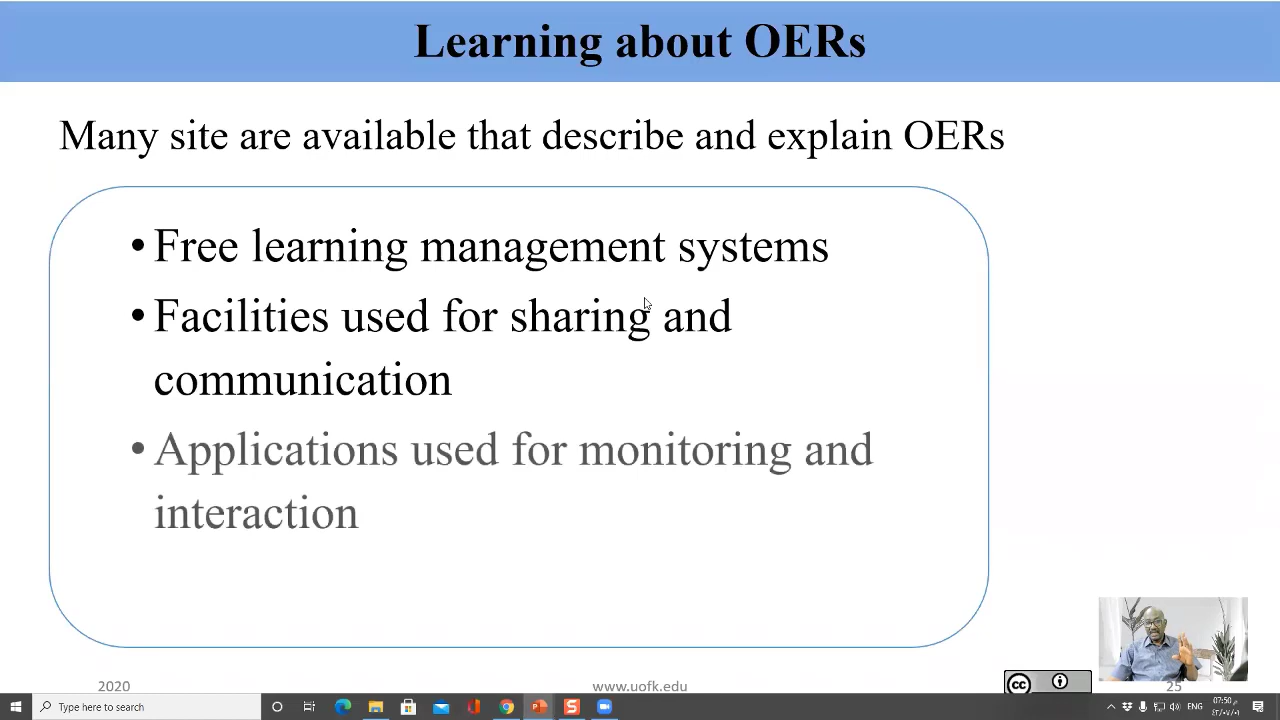 Learning about OERs
Many site are available that describe and explain OERs
• Free learning management systems
• Facilities used for sharing and
communication
• Applications used for monitoring and
interaction
2020
www.uofk.edu
25
cc
Type here to search
ENG